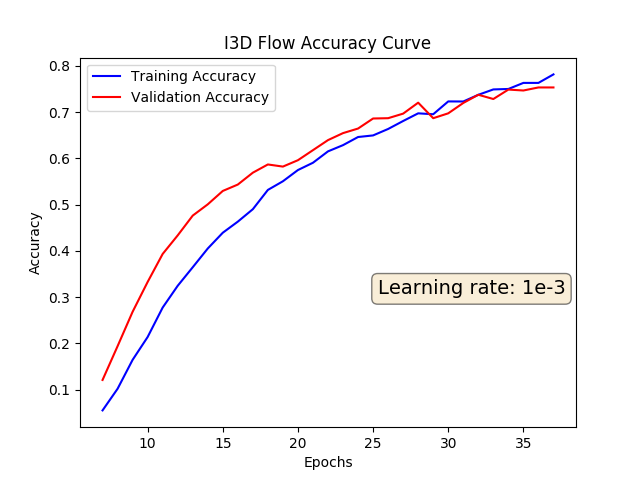 I3D Flow Accuracy Curve
Training Accuracy
Validation Accuracy
0.8
0.7
0.6
0.5
0.4
0.3
0.2
0.1
Accuracy
Learning rate: 1e-3
10
15
20
25
30
35
Epochs